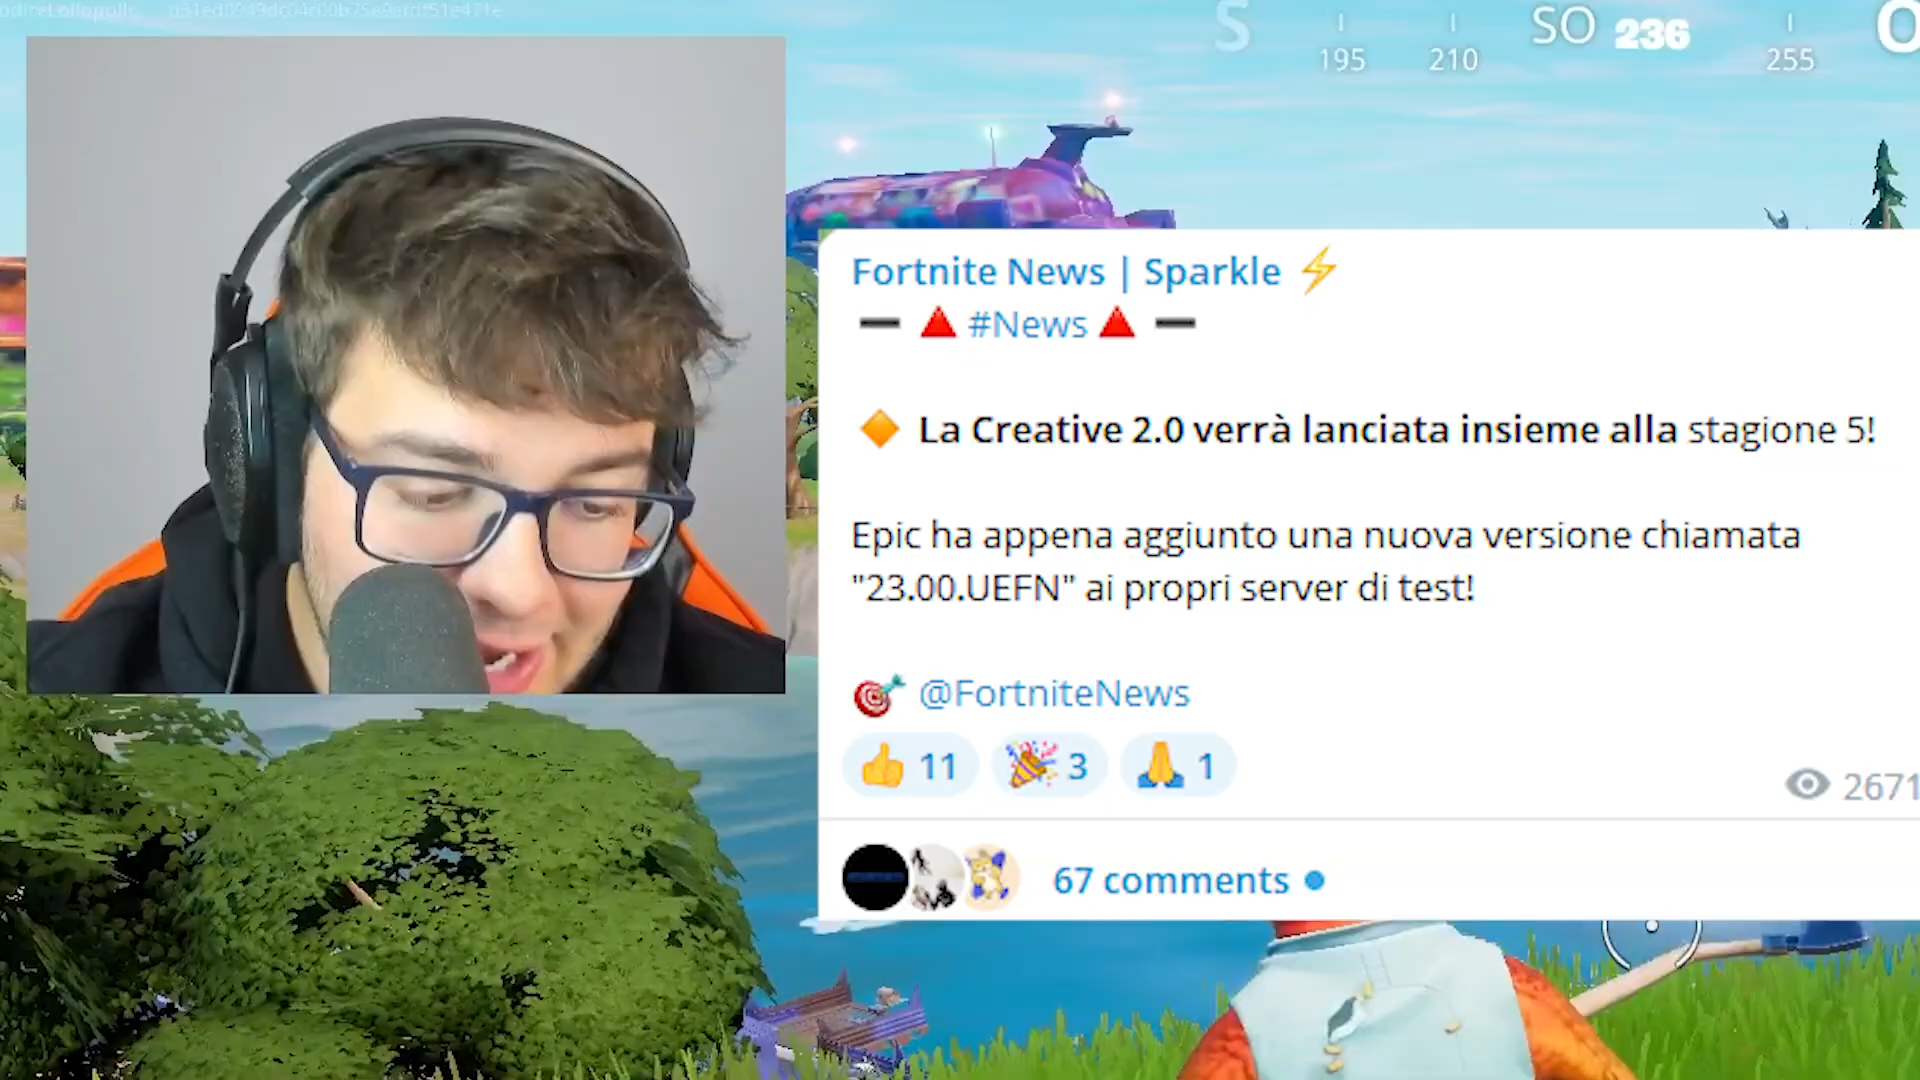 S 195 210 SO 236 255 O
Fortnite News | Sparkle ⚡
➖ 🔺 #News 🔺 ➖
🔶 La Creative 2.0 verrà lanciata insieme alla stagione 5!
Epic ha appena aggiunto una nuova versione chiamata
"23.00.UEFN" ai propri server di test!
🎯 @FortniteNews
👍 11 🎉 3 🙏 1
2671
67 comments